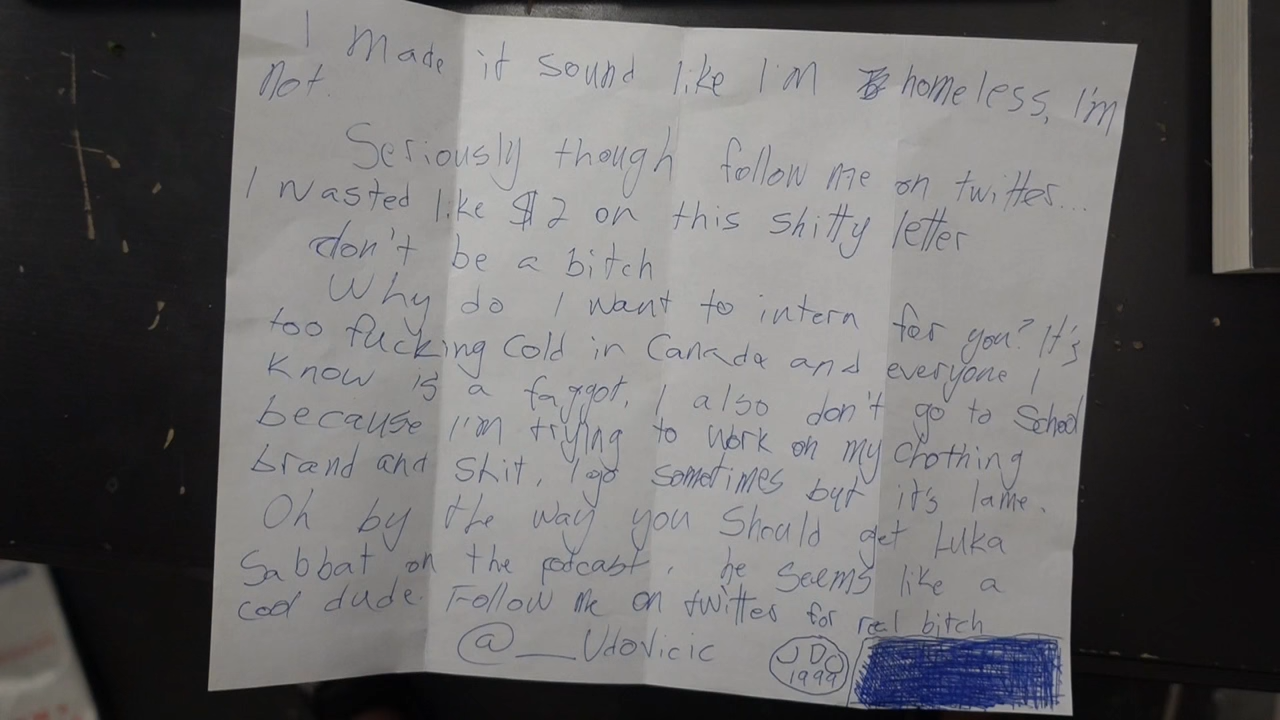 I made it sound like I'm homeless, I'm
not.
Seriously though follow me on twitter...
I wasted like $2 on this shitty letter
don't be a bitch
Why do I want to intern for you? It's
too fucking cold in Canada and everyone I
know is a faggot. I also don't go to School
because I'm trying to work on my Clothing
brand and shit, I go sometimes but it's lame.
Oh by the way you Should get Luka
Sabbat on the podcast, he seems like a
cool dude. Follow me on twitter for real bitch
@__Udovicic
JDC
1999